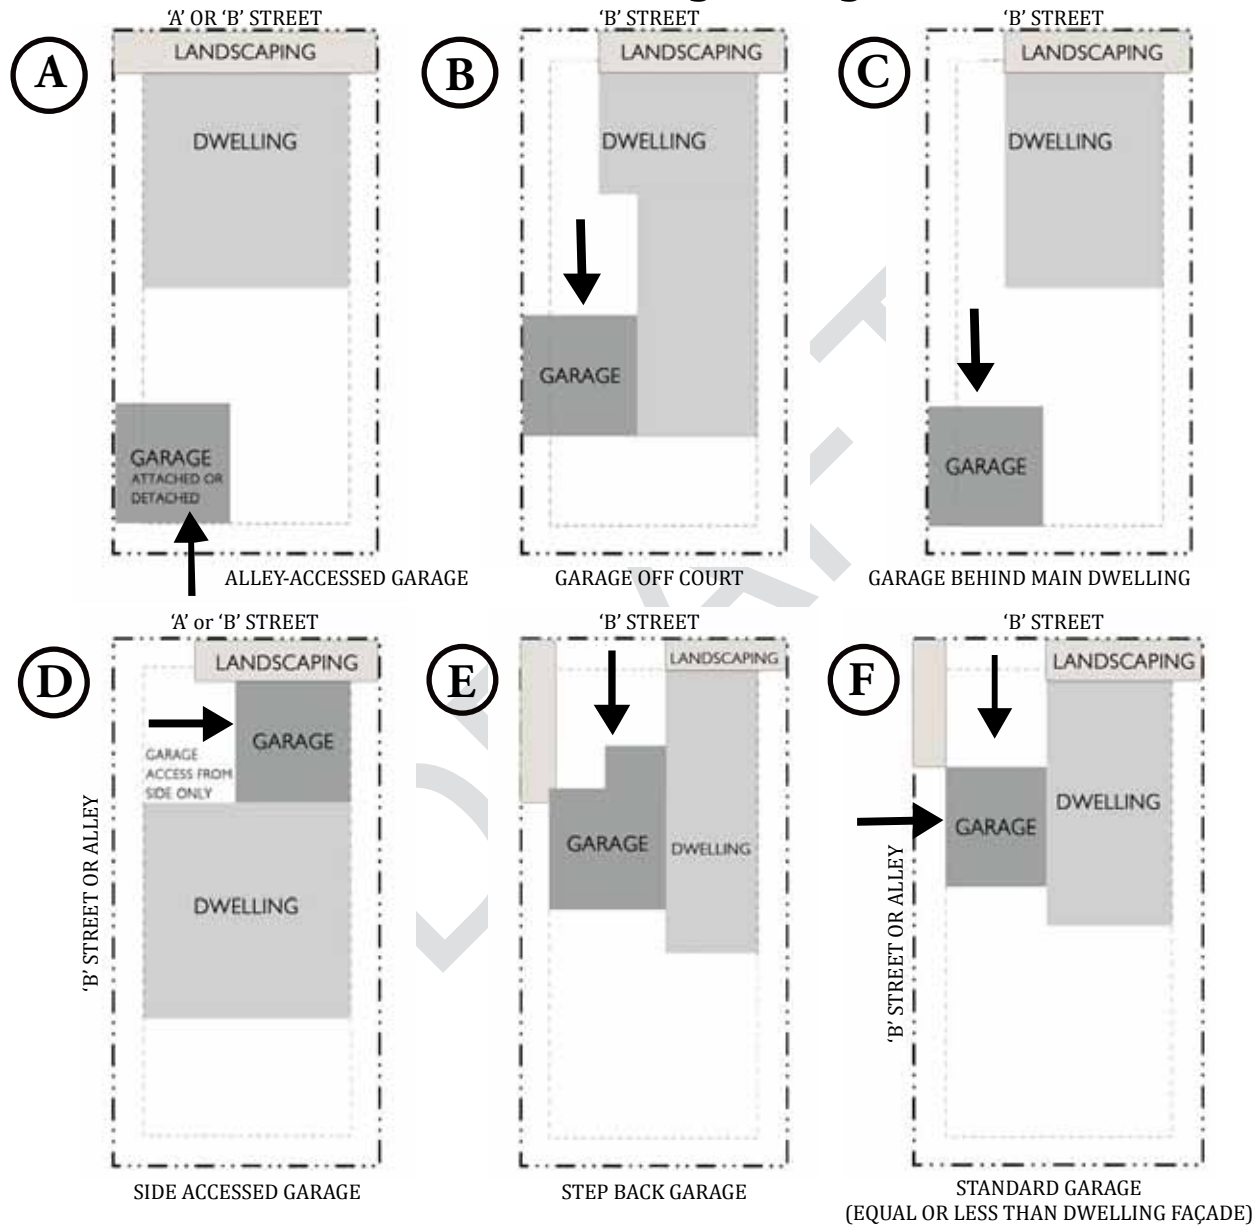 ‘A’ OR ‘B’ STREET
A
LANDSCAPING
DWELLING
GARAGE
ATTACHED OR
DETACHED
ALLEY-ACCESSED GARAGE
‘B’ STREET
B
LANDSCAPING
DWELLING
GARAGE
GARAGE OFF COURT
‘B’ STREET
C
LANDSCAPING
DWELLING
GARAGE
GARAGE BEHIND MAIN DWELLING
‘A’ or ‘B’ STREET
D
LANDSCAPING
GARAGE
GARAGE
ACCESS FROM
SIDE ONLY
DWELLING
‘B’ STREET OR ALLEY
SIDE ACCESSED GARAGE
‘B’ STREET
E
LANDSCAPING
GARAGE
DWELLING
STEP BACK GARAGE
‘B’ STREET
F
LANDSCAPING
DWELLING
GARAGE
‘B’ STREET OR ALLEY
STANDARD GARAGE
(EQUAL OR LESS THAN DWELLING FAÇADE)